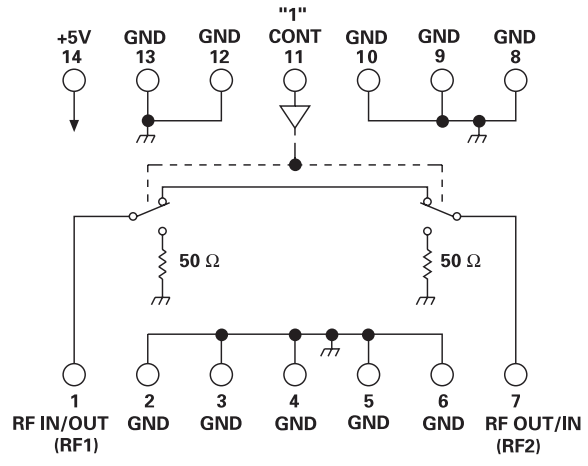 "1"
+5V GND GND CONT GND GND GND
14 13 12 11 10 9 8
50 Ω 50 Ω
1 2 3 4 5 6 7
RF IN/OUT GND GND GND GND GND RF OUT/IN
(RF1) (RF2)